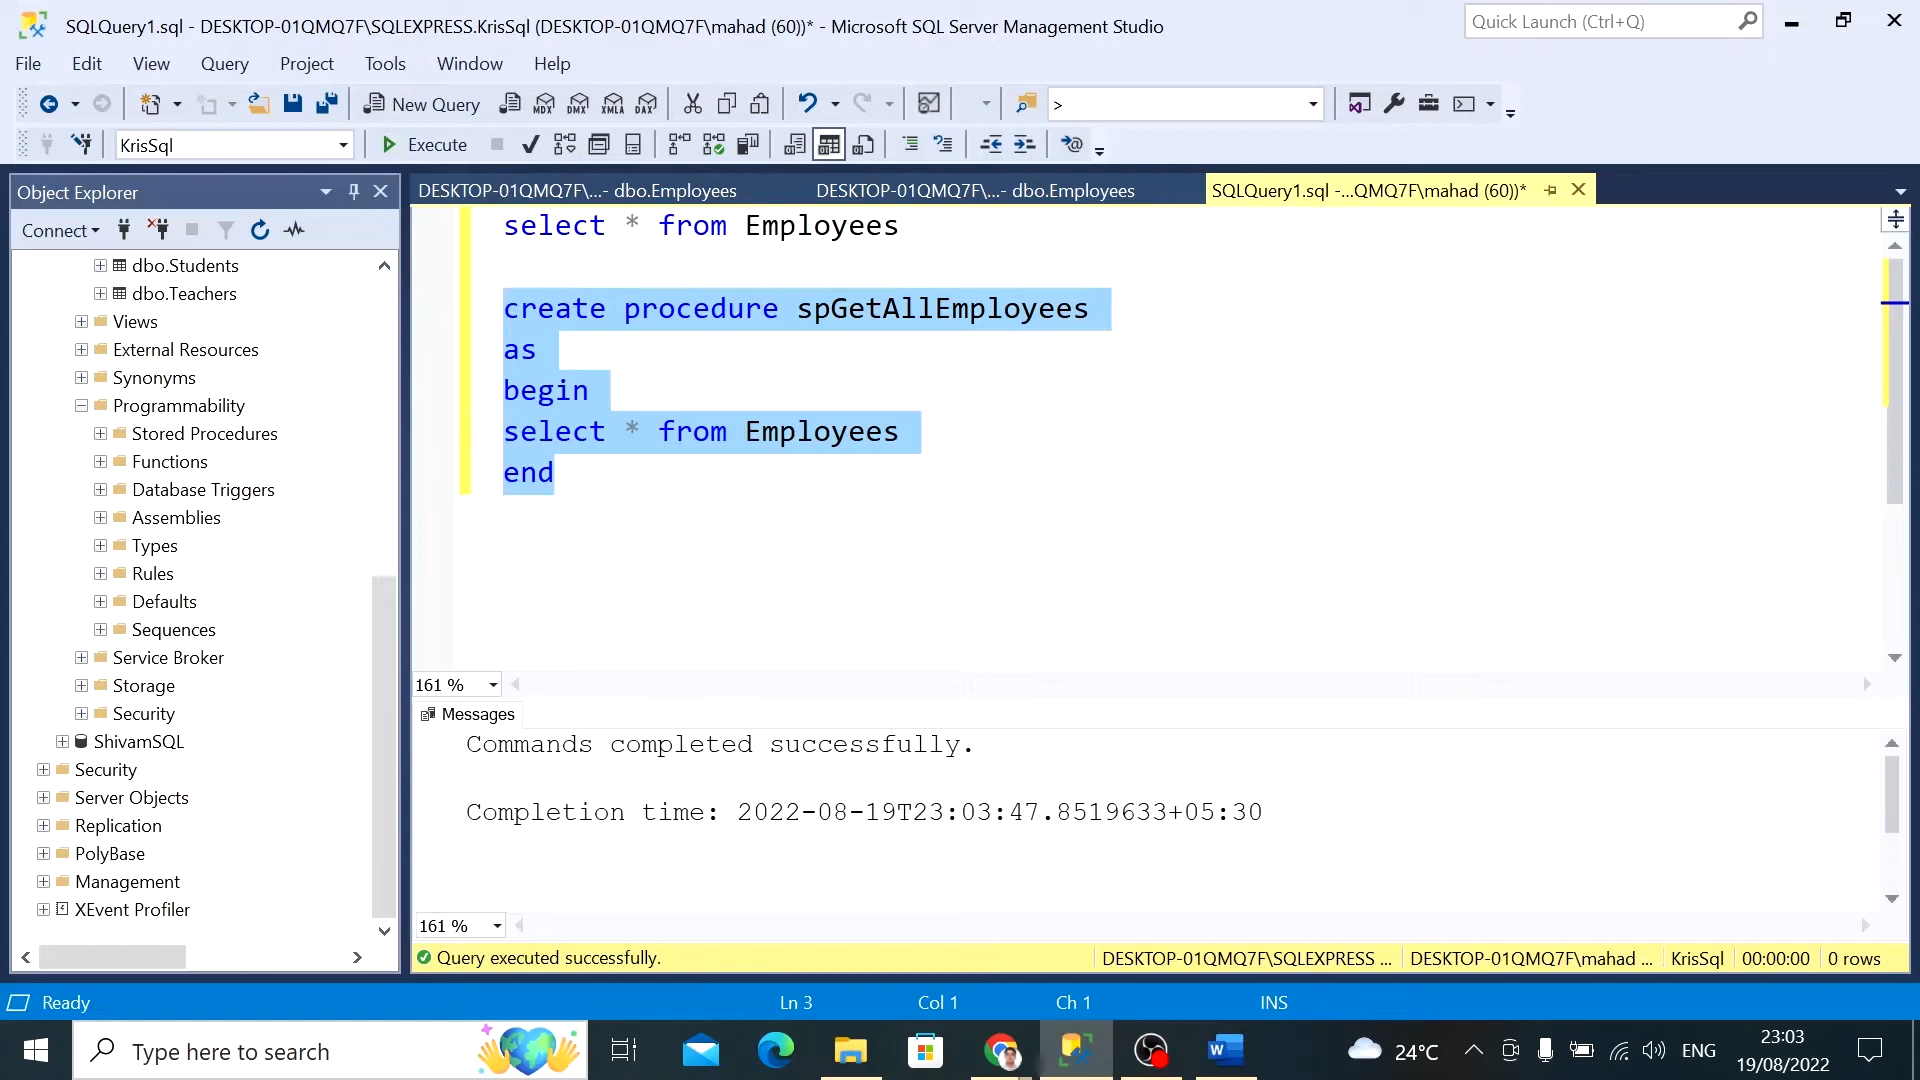 SQLQuery1.sql - DESKTOP-01QMQ7F\SQLEXPRESS.KrisSql (DESKTOP-01QMQ7F\mahad (60))* - Microsoft SQL Server Management Studio
Quick Launch (Ctrl+Q)
File Edit View Query Project Tools Window Help
New Query MDX DMX XMLA DAX >
KrisSql Execute
Object Explorer
DESKTOP-01QMQ7F\...- dbo.Employees DESKTOP-01QMQ7F\...- dbo.Employees SQLQuery1.sql -...QMQ7F\mahad (60))*
Connect
dbo.Students
dbo.Teachers
Views
External Resources
Synonyms
Programmability
Stored Procedures
Functions
Database Triggers
Assemblies
Types
Rules
Defaults
Sequences
Service Broker
Storage
Security
ShivamSQL
Security
Server Objects
Replication
PolyBase
Management
XEvent Profiler
select * from Employees
create procedure spGetAllEmployees
as
begin
select * from Employees
end
161 %
Messages
Commands completed successfully.
Completion time: 2022-08-19T23:03:47.8519633+05:30
161 %
Query executed successfully. DESKTOP-01QMQ7F\SQLEXPRESS ... DESKTOP-01QMQ7F\mahad ... KrisSql 00:00:00 0 rows
Ready Ln 3 Col 1 Ch 1 INS
Type here to search
W
24°C ENG
23:03
19/08/2022